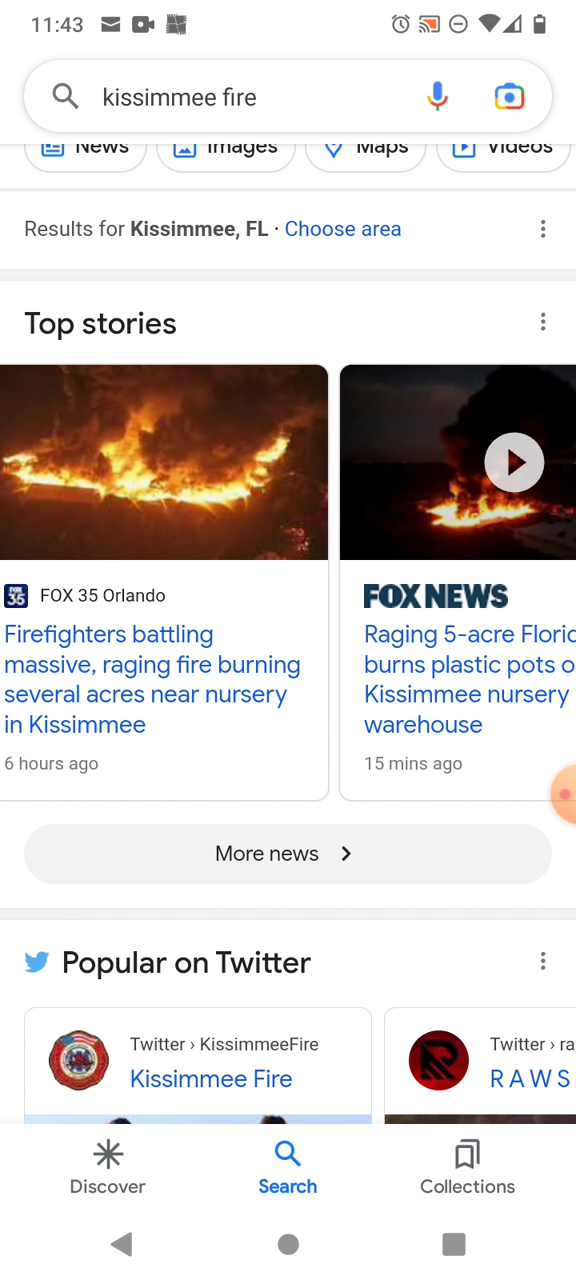 11:43
kissimmee fire
News Images Maps Videos
Results for Kissimmee, FL · Choose area
Top stories
FOX 35 Orlando
Firefighters battling
massive, raging fire burning
several acres near nursery
in Kissimmee
6 hours ago
FOX NEWS
Raging 5-acre Floric
burns plastic pots o
Kissimmee nursery
warehouse
15 mins ago
More news
Popular on Twitter
Twitter › KissimmeeFire
Kissimmee Fire
Twitter › ra
R A W S
Discover Search Collections